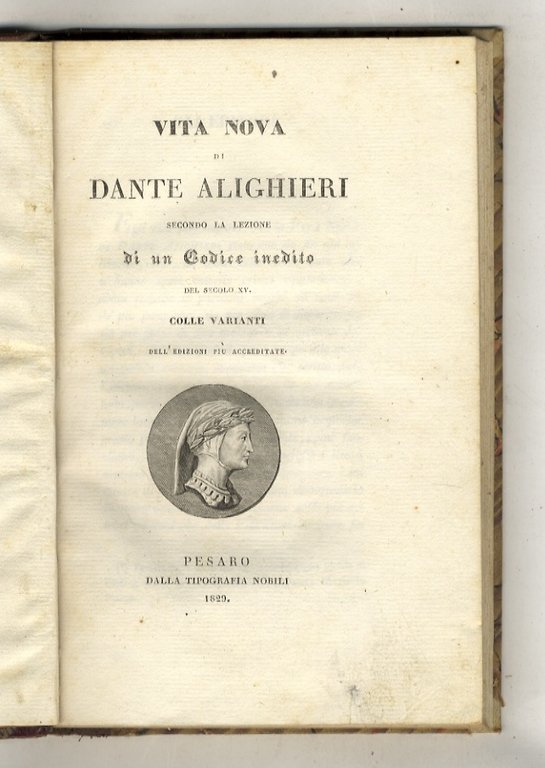 VITA NOVA
DI
DANTE ALIGHIERI
SECONDO LA LEZIONE
di un Codice inedito
DEL SECOLO XV.
COLLE VARIANTI
DELL'EDIZIONI PIÙ ACCREDITATE.
PESARO
DALLA TIPOGRAFIA NOBILI
1829.